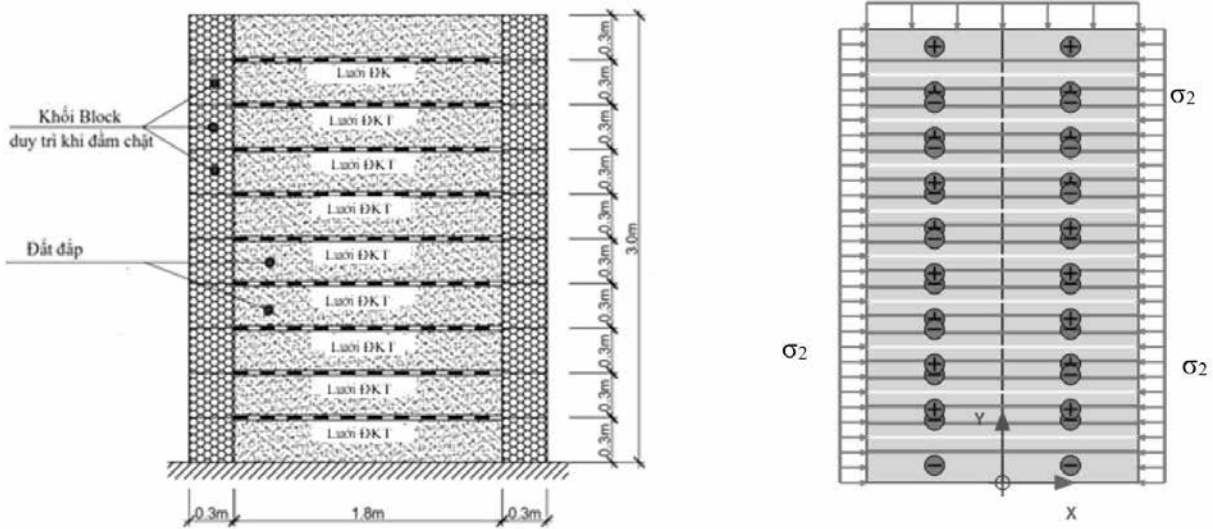 Lưới ĐK
Lưới ĐKT
Lưới ĐKT
Lưới ĐKT
Lưới ĐKT
Lưới ĐKT
Lưới ĐKT
Lưới ĐKT
Lưới ĐKT
Khối Block
duy trì khi đầm chặt
Đất đắp
0.3m
0.3m
0.3m
0.3m
0.3m
0.3m
0.3m
0.3m
0.3m
0.3m
3.0m
0.3m
1.8m
0.3m
σ2
σ2
σ2
Y
X